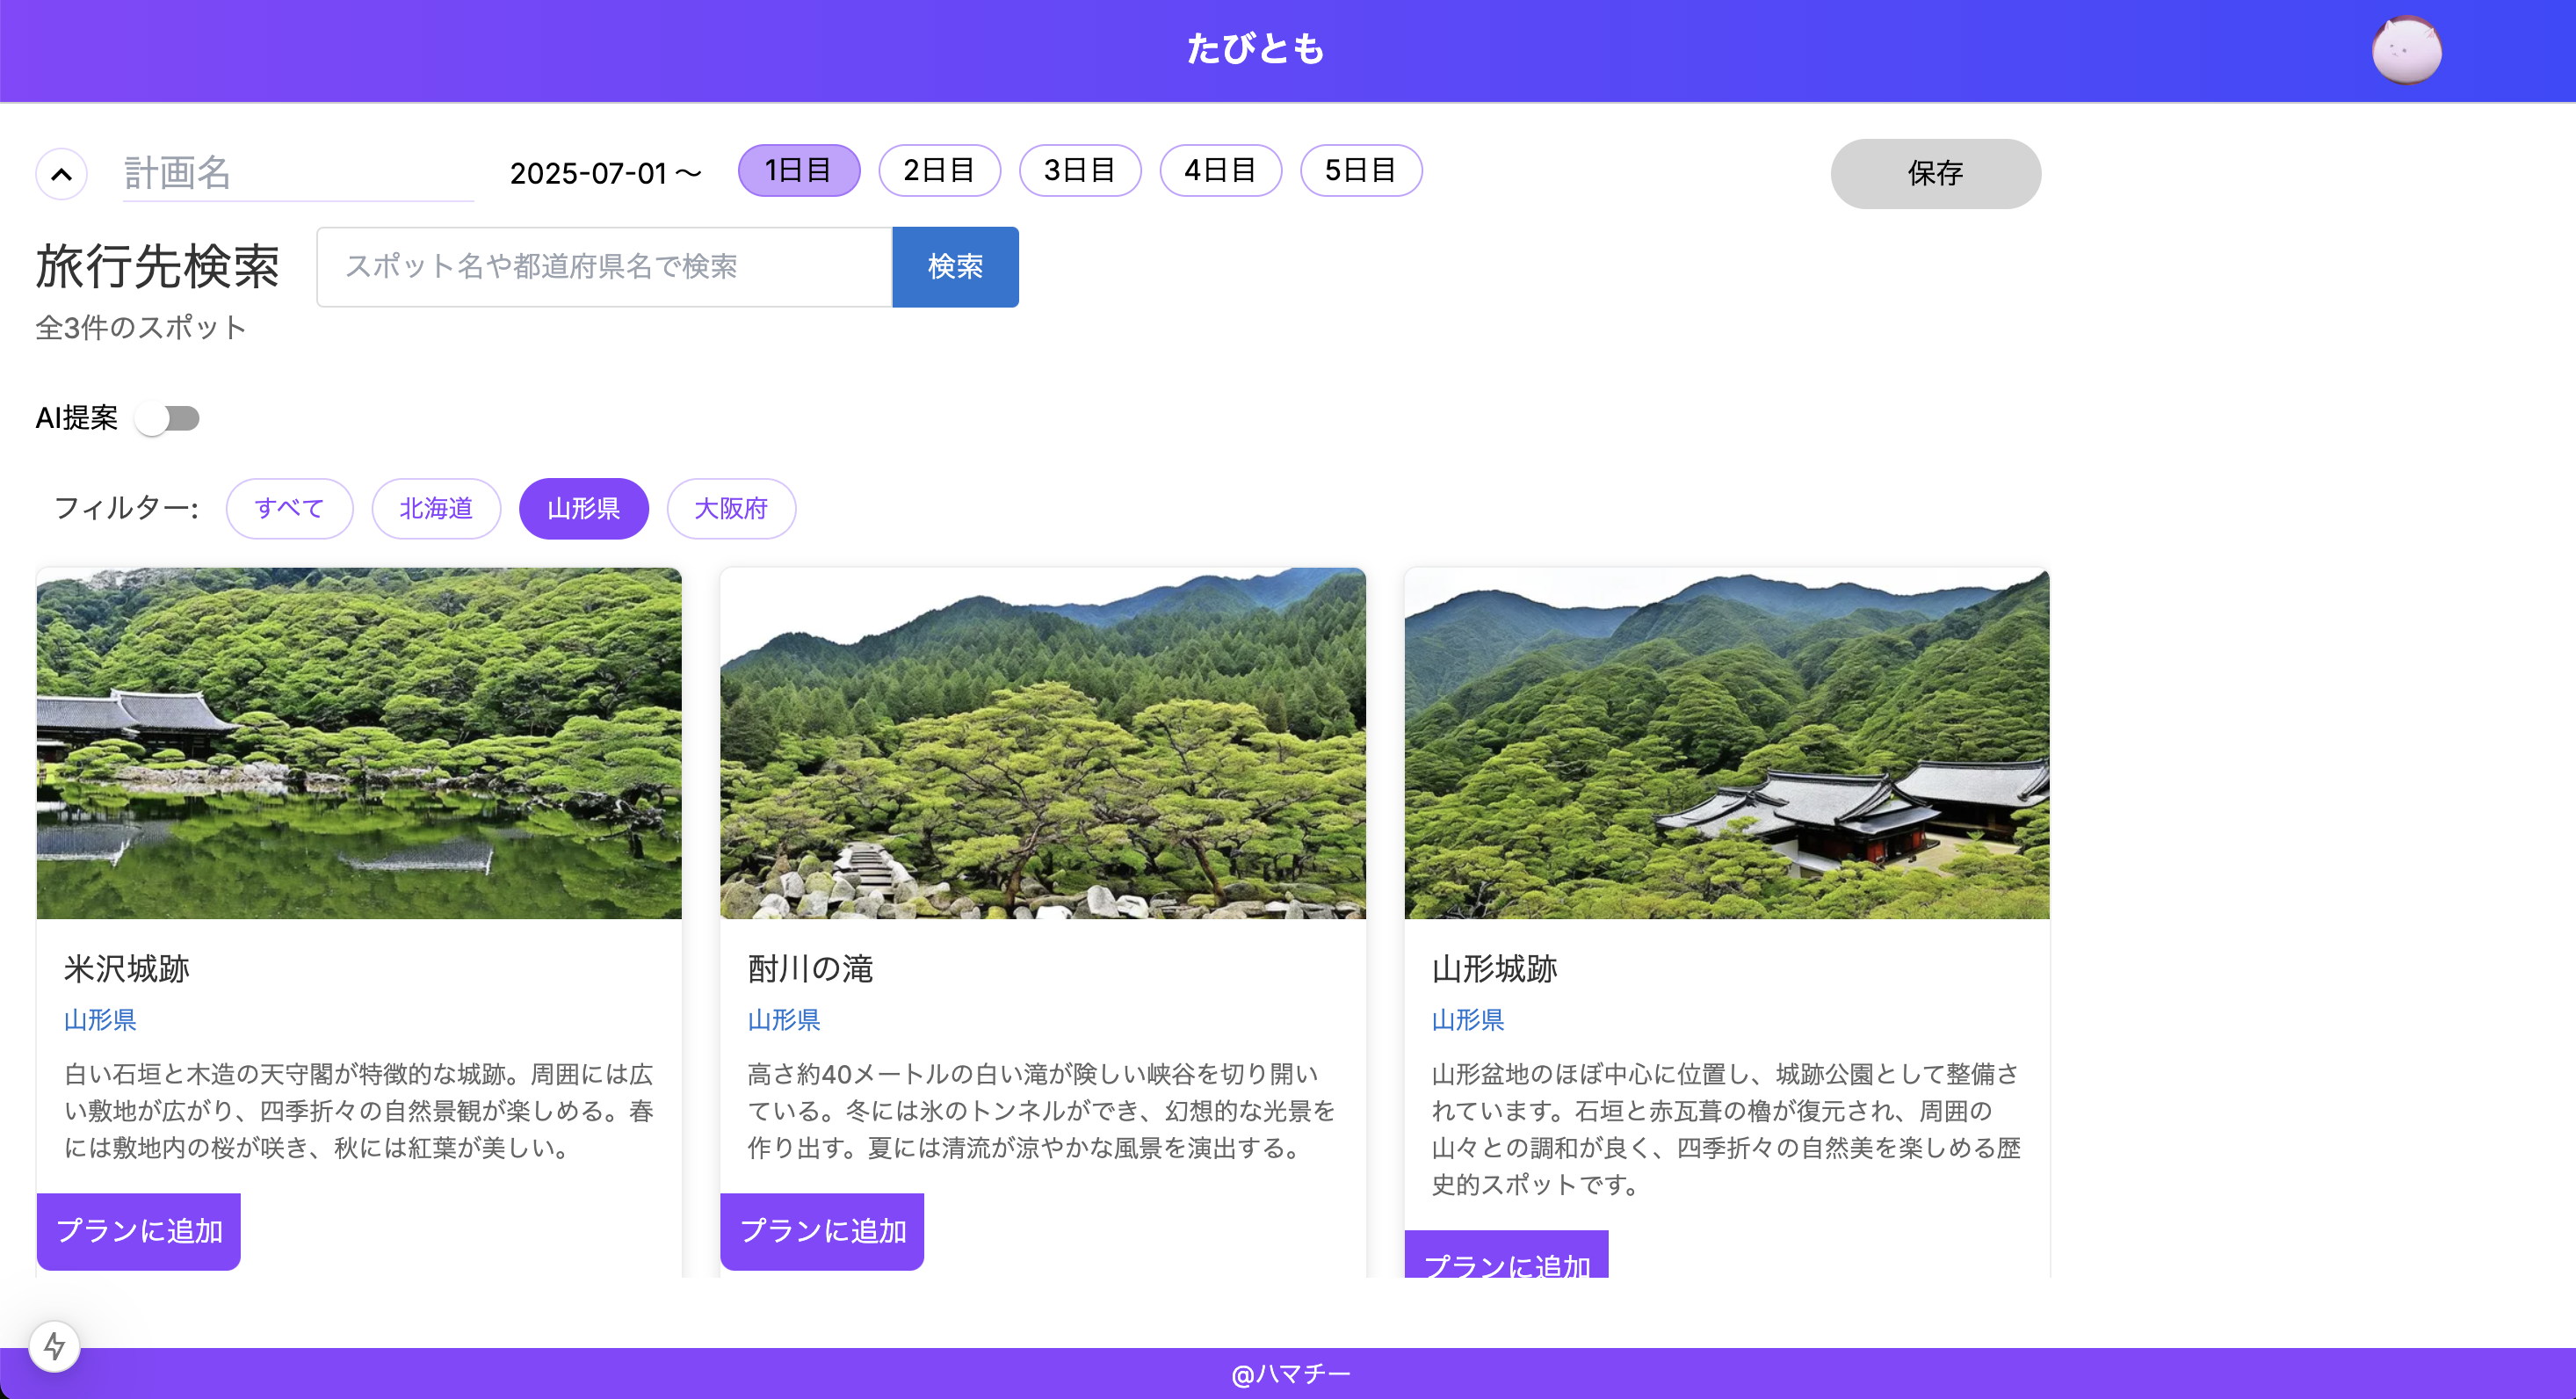 たびとも
計画名
2025-07-01 〜
1日目 2日目 3日目 4日目 5日目
保存
旅行先検索
スポット名や都道府県名で検索
検索
全3件のスポット
AI提案
フィルター: すべて 北海道 山形県 大阪府
米沢城跡
山形県
白い石垣と木造の天守閣が特徴的な城跡。周囲には広
い敷地が広がり、四季折々の自然景観が楽しめる。春
には敷地内の桜が咲き、秋には紅葉が美しい。
プランに追加
酎川の滝
山形県
高さ約40メートルの白い滝が険しい峡谷を切り開い
ている。冬には氷のトンネルができ、幻想的な光景を
作り出す。夏には清流が涼やかな風景を演出する。
プランに追加
山形城跡
山形県
山形盆地のほぼ中心に位置し、城跡公園として整備さ
れています。石垣と赤瓦葺の櫓が復元され、周囲の
山々との調和が良く、四季折々の自然美を楽しめる歴
史的スポットです。
プランに追加
@ハマチー